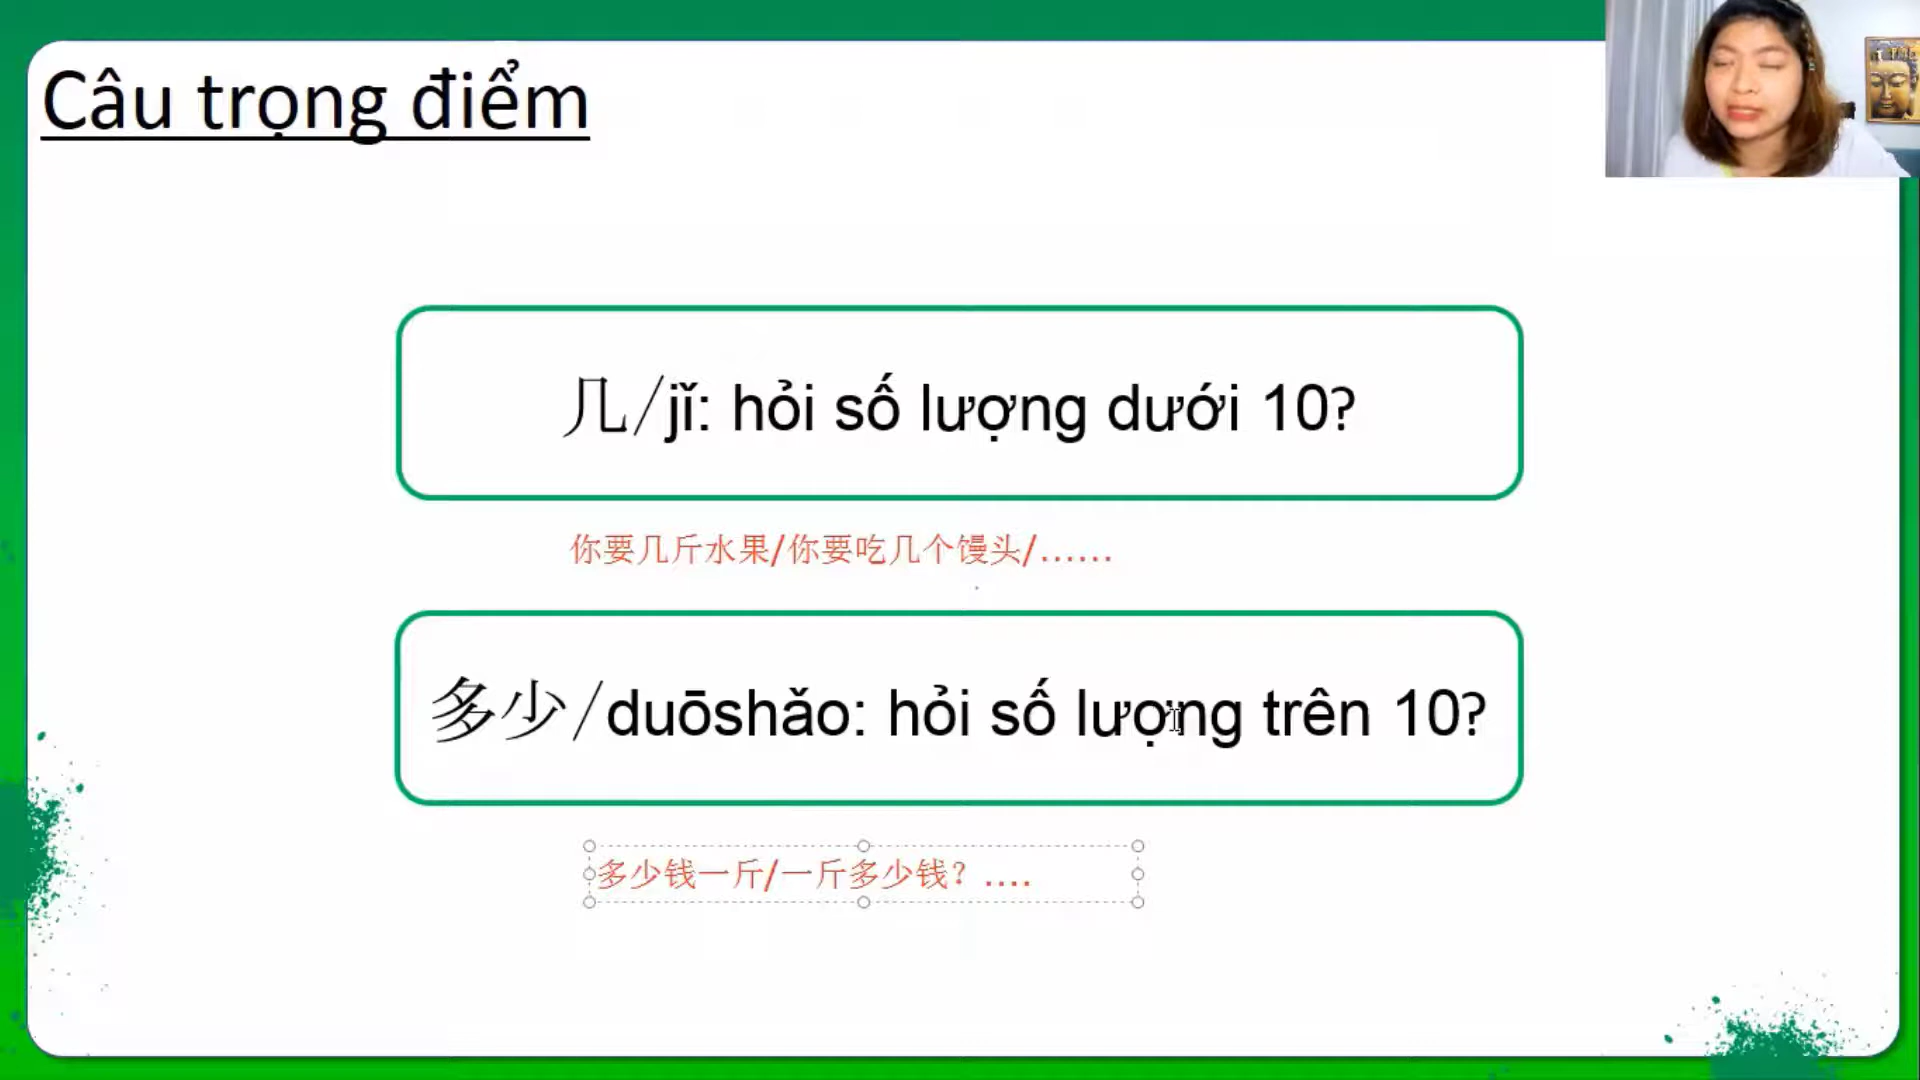 Câu trọng điểm
几/jǐ: hỏi số lượng dưới 10?
你要几斤水果/你要吃几个馒头/……
多少/duōshǎo: hỏi số lượng trên 10?
多少钱一斤/一斤多少钱？….